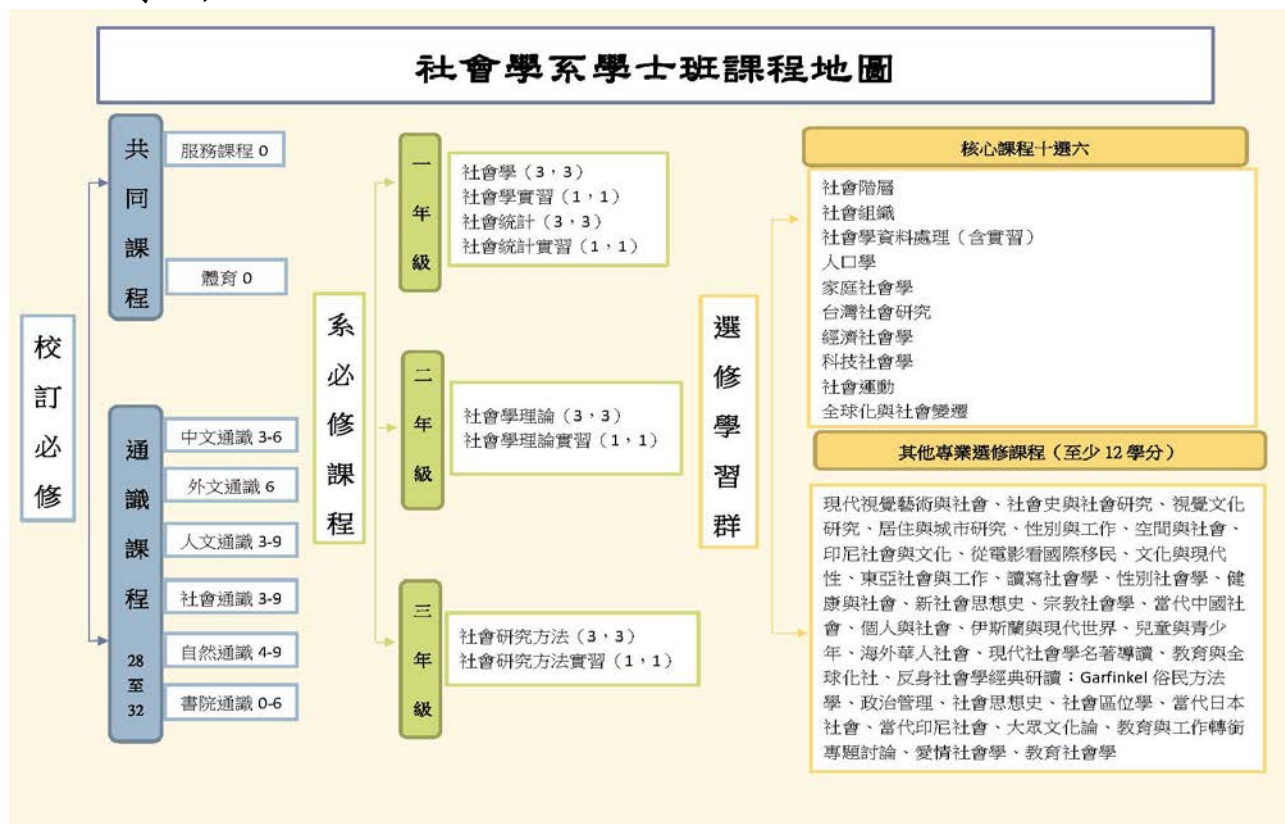 社會學系學士班課程地圖
校訂必修
共同課程
服務課程 0
體育 0
通識課程 28至32
中文通識 3-6
外文通識 6
人文通識 3-9
社會通識 3-9
自然通識 4-9
書院通識 0-6
系必修課程
一年級
社會學（3，3）
社會學實習（1，1）
社會統計（3，3）
社會統計實習（1，1）
二年級
社會學理論（3，3）
社會學理論實習（1，1）
三年級
社會研究方法（3，3）
社會研究方法實習（1，1）
選修學習群
核心課程十選六
社會階層
社會組織
社會學資料處理（含實習）
人口學
家庭社會學
台灣社會研究
經濟社會學
科技社會學
社會運動
全球化與社會變遷
其他專業選修課程（至少 12 學分）
現代視覺藝術與社會、社會史與社會研究、視覺文化
研究、居住與城市研究、性別與工作、空間與社會、
印尼社會與文化、從電影看國際移民、文化與現代
性、東亞社會與工作、讀寫社會學、性別社會學、健
康與社會、新社會思想史、宗教社會學、當代中國社
會、個人與社會、伊斯蘭與現代世界、兒童與青少
年、海外華人社會、現代社會學名著導讀、教育與全
球化社、反身社會學經典研讀：Garfinkel 俗民方法
學、政治管理、社會思想史、社會區位學、當代日本
社會、當代印尼社會、大眾文化論、教育與工作轉銜
專題討論、愛情社會學、教育社會學